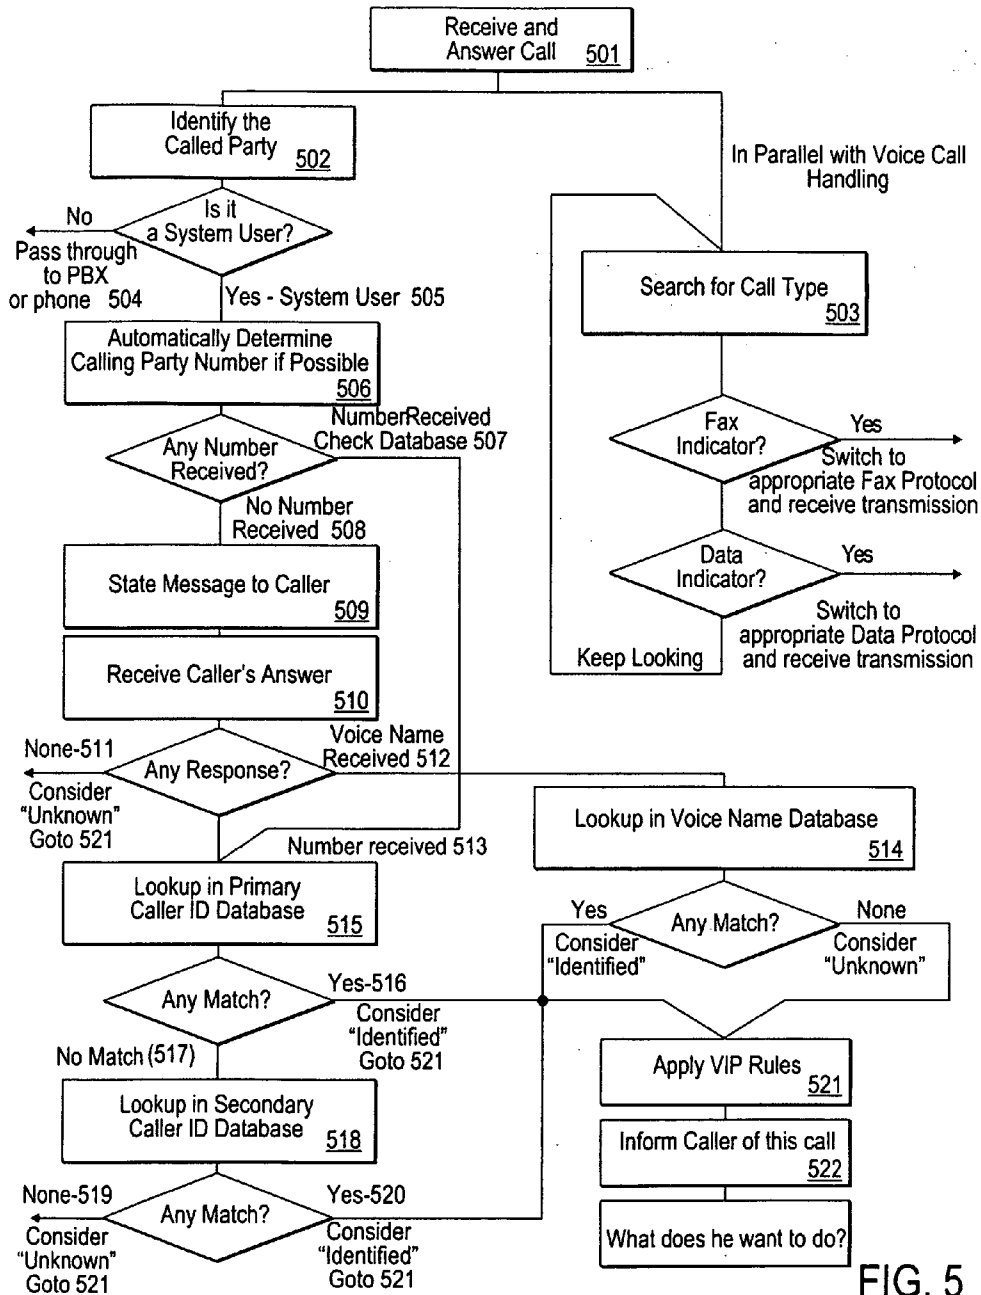 Receive and
Answer Call 501
Identify the
Called Party
502
In Parallel with Voice Call
Handling
Is it
a System User?
No
Pass through
to PBX
or phone 504
Yes - System User 505
Search for Call Type
503
Automatically Determine
Calling Party Number if Possible
506
NumberReceived
Check Database 507
Any Number
Received?
No Number
Received 508
Fax
Indicator?
Yes
Switch to
appropriate Fax Protocol
and receive transmission
Data
Indicator?
Yes
Switch to
appropriate Data Protocol
and receive transmission
Keep Looking
State Message to Caller
509
Receive Caller's Answer
510
Any Response?
None-511
Consider
"Unknown"
Goto 521
Voice Name
Received 512
Number received 513
Lookup in Voice Name Database
514
Any Match?
Yes
Consider
"Identified"
None
Consider
"Unknown"
Lookup in Primary
Caller ID Database
515
Any Match?
Yes-516
Consider
"Identified"
Goto 521
No Match (517)
Lookup in Secondary
Caller ID Database
518
Any Match?
None-519
Consider
"Unknown"
Goto 521
Yes-520
Consider
"Identified"
Goto 521
Apply VIP Rules
521
Inform Caller of this call
522
What does he want to do?
FIG. 5